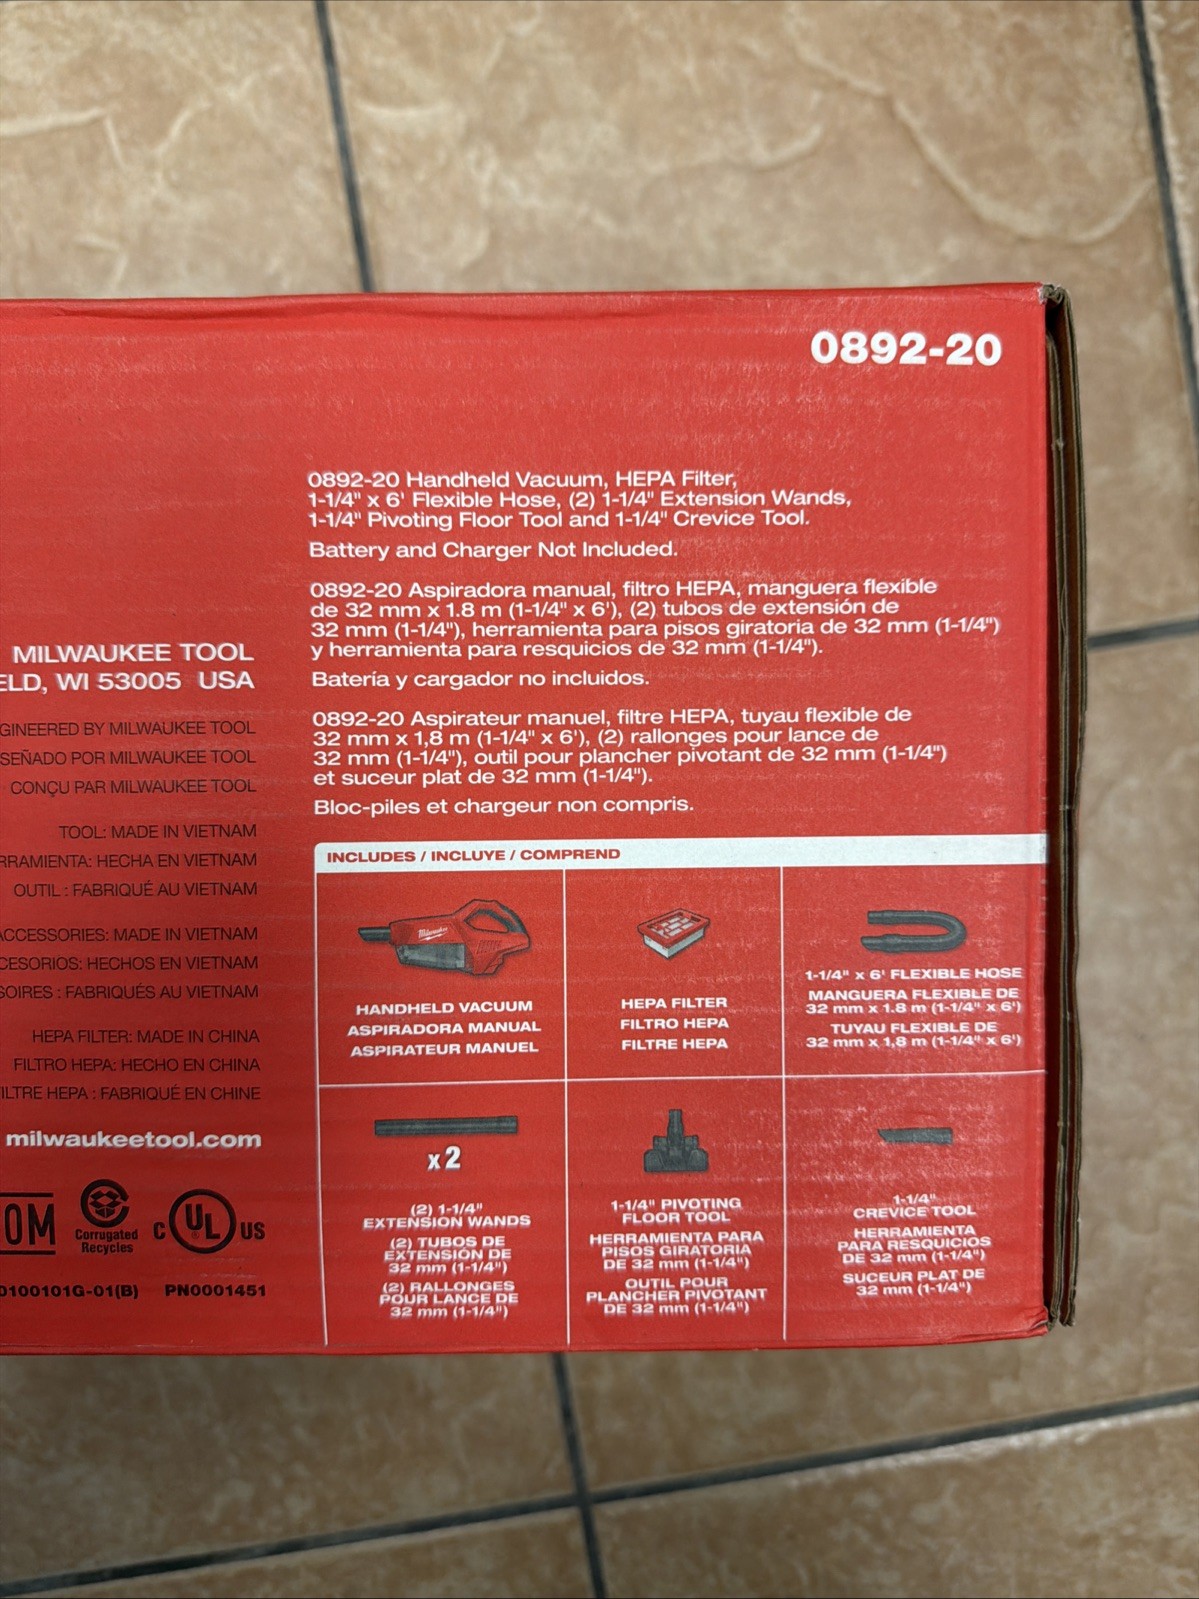 0892-20
0892-20 Handheld Vacuum, HEPA Filter,
1-1/4" x 6' Flexible Hose, (2) 1-1/4" Extension Wands,
1-1/4" Pivoting Floor Tool and 1-1/4" Crevice Tool.
Battery and Charger Not Included.
0892-20 Aspiradora manual, filtro HEPA, manguera flexible
de 32 mm x 1.8 m (1-1/4" x 6'), (2) tubos de extensión de
32 mm (1-1/4"), herramienta para pisos giratoria de 32 mm (1-1/4")
y herramienta para resquicios de 32 mm (1-1/4").
Batería y cargador no incluidos.
0892-20 Aspirateur manuel, filtre HEPA, tuyau flexible de
32 mm x 1,8 m (1-1/4" x 6'), (2) rallonges pour lance de
32 mm (1-1/4"), outil pour plancher pivotant de 32 mm (1-1/4")
et suceur plat de 32 mm (1-1/4").
Bloc-piles et chargeur non compris.
MILWAUKEE TOOL
ELD, WI 53005 USA
GINEERED BY MILWAUKEE TOOL
SEÑADO POR MILWAUKEE TOOL
CONÇU PAR MILWAUKEE TOOL
TOOL: MADE IN VIETNAM
RRAMIENTA: HECHA EN VIETNAM
OUTIL : FABRIQUÉ AU VIETNAM
ACCESSORIES: MADE IN VIETNAM
CESORIOS: HECHOS EN VIETNAM
SOIRES : FABRIQUÉS AU VIETNAM
HEPA FILTER: MADE IN CHINA
FILTRO HEPA: HECHO EN CHINA
ILTRE HEPA : FABRIQUÉ EN CHINE
milwaukeetool.com
OM
Corrugated
Recycles
C UL US
0100101G-01(B) PN0001451
INCLUDES / INCLUYE / COMPREND
Milwaukee
HANDHELD VACUUM
ASPIRADORA MANUAL
ASPIRATEUR MANUEL
HEPA FILTER
FILTRO HEPA
FILTRE HEPA
1-1/4" x 6' FLEXIBLE HOSE
MANGUERA FLEXIBLE DE
32 mm x 1.8 m (1-1/4" x 6')
TUYAU FLEXIBLE DE
32 mm x 1,8 m (1-1/4" x 6')
x 2
(2) 1-1/4"
EXTENSION WANDS
(2) TUBOS DE
EXTENSIÓN DE
32 mm (1-1/4")
(2) RALLONGES
POUR LANCE DE
32 mm (1-1/4")
1-1/4" PIVOTING
FLOOR TOOL
HERRAMIENTA PARA
PISOS GIRATORIA
DE 32 mm (1-1/4")
OUTIL POUR
PLANCHER PIVOTANT
DE 32 mm (1-1/4")
1-1/4"
CREVICE TOOL
HERRAMIENTA
PARA RESQUICIOS
DE 32 mm (1-1/4")
SUCEUR PLAT DE
32 mm (1-1/4")